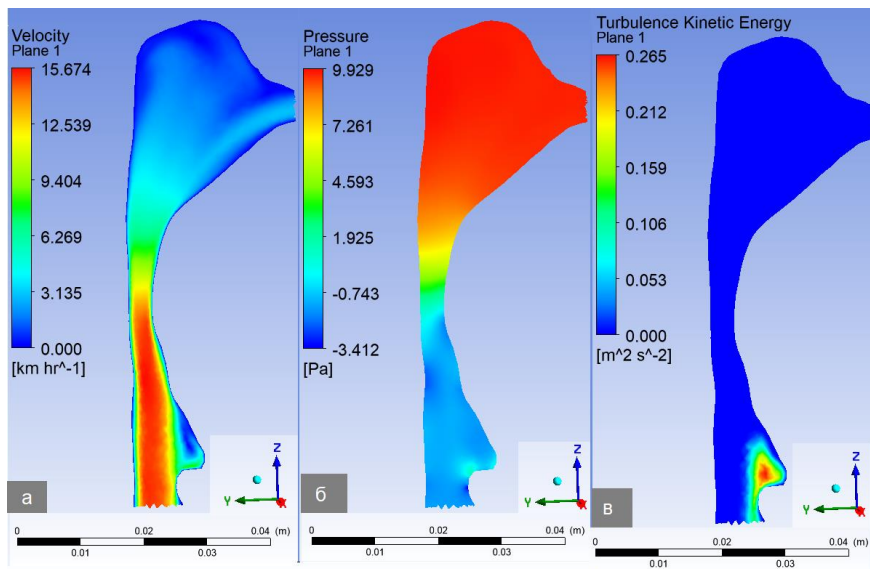 Velocity
Plane 1
15.674
12.539
9.404
6.269
3.135
0.000
[km hr^-1]
Z
Y
X
а
0 0.02 0.04 (m)
0.01 0.03
Pressure
Plane 1
9.929
7.261
4.593
1.925
-0.743
-3.412
[Pa]
Z
Y
X
б
0 0.02 0.04 (m)
0.01 0.03
Turbulence Kinetic Energy
Plane 1
0.265
0.212
0.159
0.106
0.053
0.000
[m^2 s^-2]
Z
Y
X
в
0 0.02 0.04 (m)
0.01 0.03